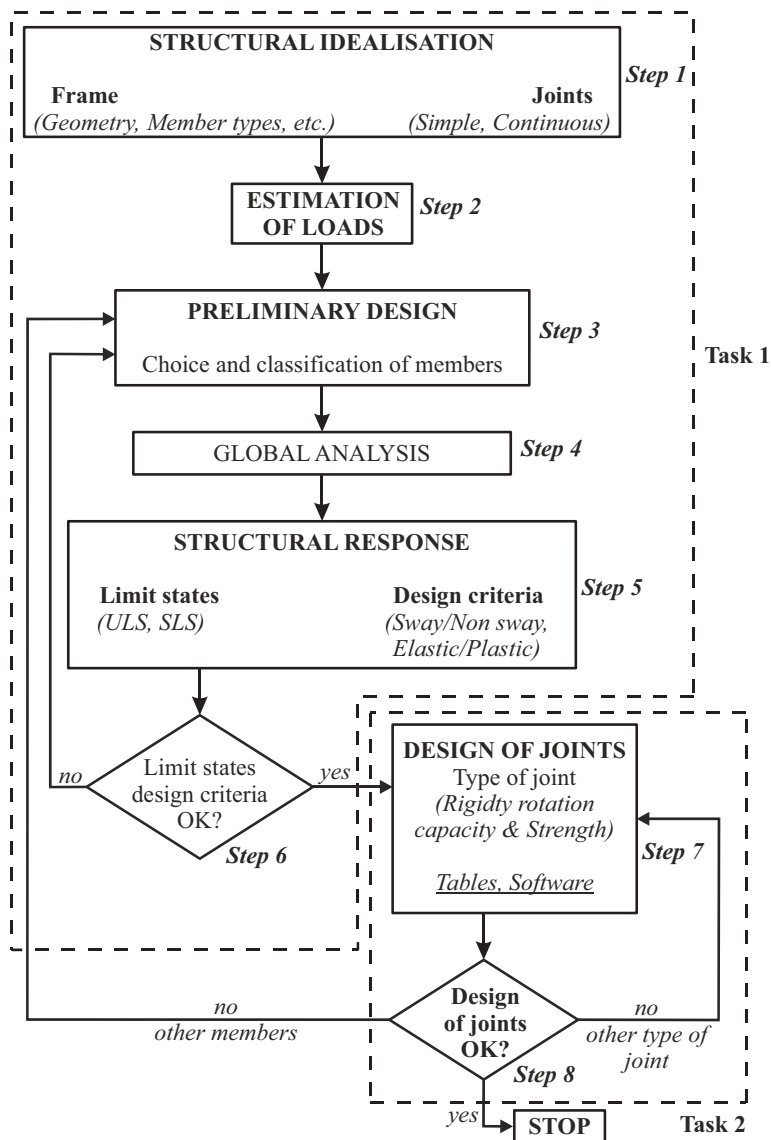 STRUCTURAL IDEALISATION
Step 1
Frame
Joints
(Geometry, Member types, etc.)
(Simple, Continuous)
ESTIMATION
OF LOADS
Step 2
PRELIMINARY DESIGN
Step 3
Choice and classification of members
Task 1
GLOBAL ANALYSIS
Step 4
STRUCTURAL RESPONSE
Step 5
Limit states
(ULS, SLS)
Design criteria
(Sway/Non sway,
Elastic/Plastic)
no
Limit states
design criteria
OK?
yes
Step 6
DESIGN OF JOINTS
Type of joint
(Rigidty rotation
capacity & Strength)
Step 7
Tables, Software
no
other members
Design
of joints
OK?
no
other type of
joint
Step 8
yes
STOP
Task 2